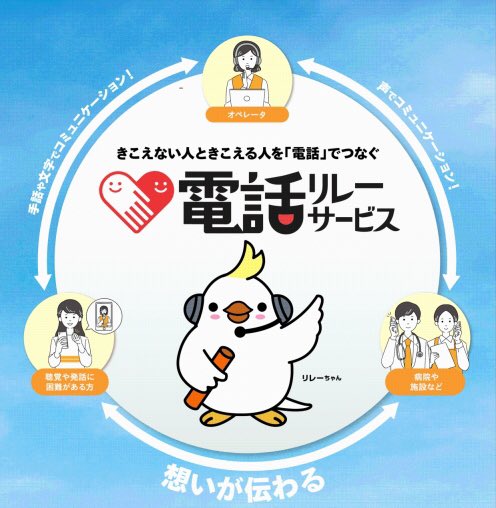 オペレータ
手話や文字でコミュニケーション!
声でコミュニケーション!
きこえない人ときこえる人を「電話」でつなぐ
電話リレー
サービス
リレーちゃん
聴覚や発話に
困難がある方
病院や
施設など
想いが伝わる